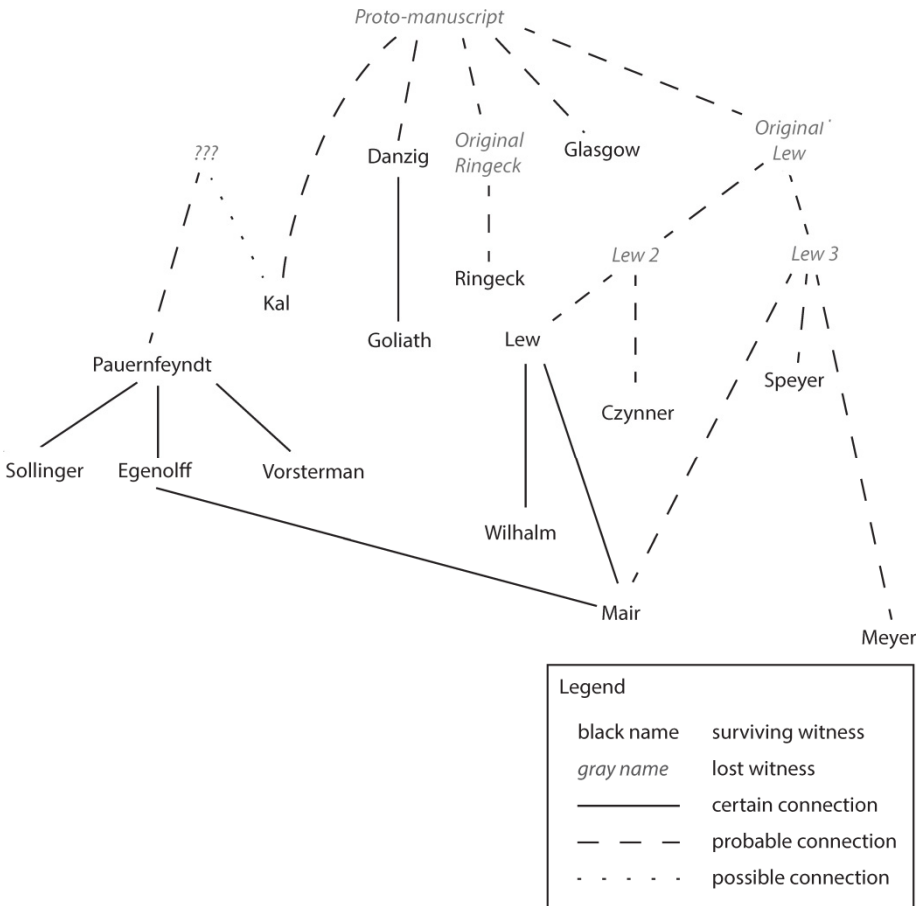 Proto-manuscript
Original
Lew
???
Danzig
Original
Ringeck
Glasgow
Lew 2
Lew 3
Kal
Ringeck
Goliath
Lew
Pauernfeyndt
Speyer
Czynner
Sollinger
Egenolff
Vorsterman
Wilhalm
Mair
Meyer
Legend
black name surviving witness
gray name lost witness
certain connection
probable connection
possible connection